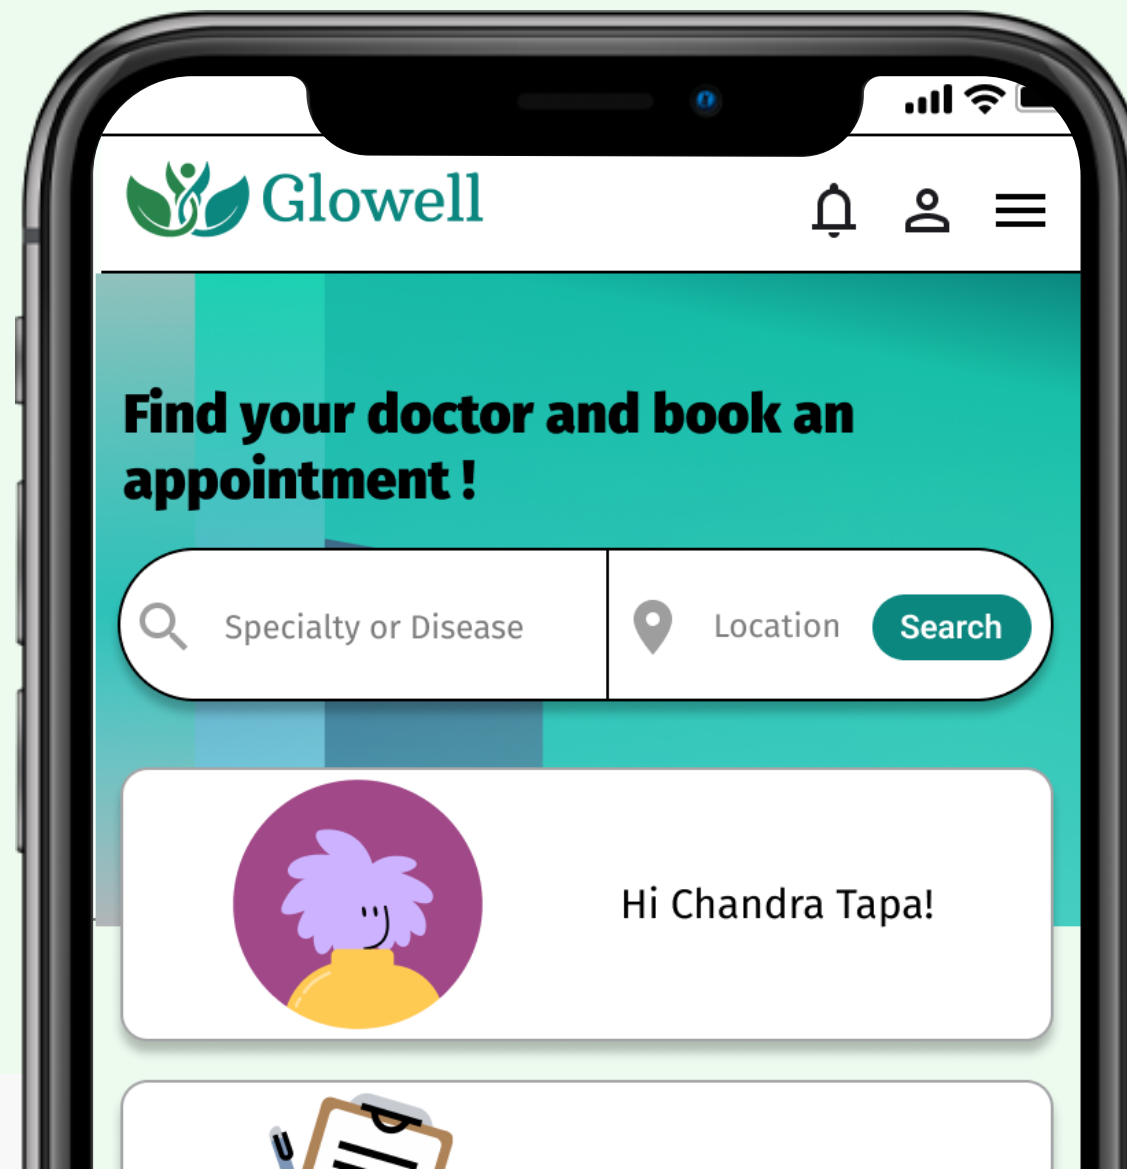 Glowell
Find your doctor and book an
appointment !
Specialty or Disease
Location
Search
Hi Chandra Tapa!